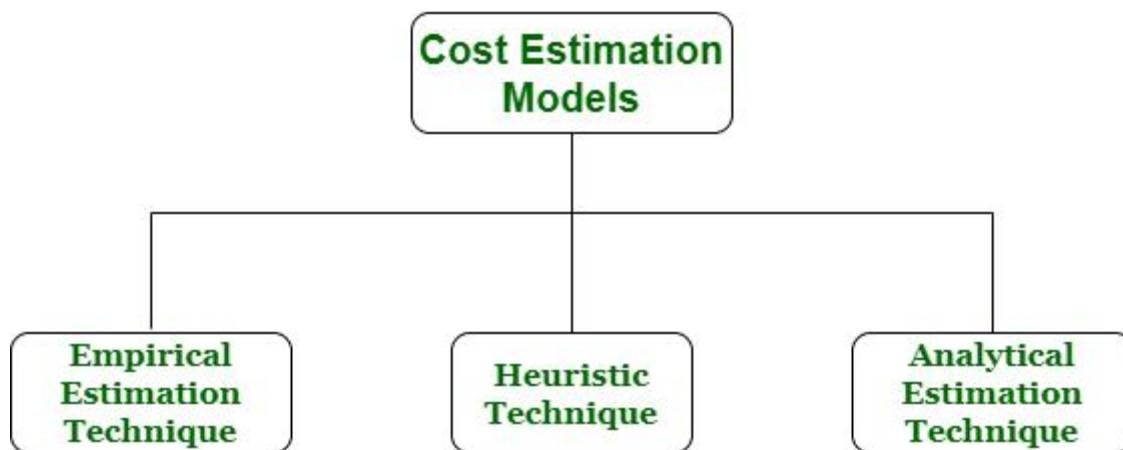 Cost Estimation
Models
Empirical
Estimation
Technique
Heuristic
Technique
Analytical
Estimation
Technique